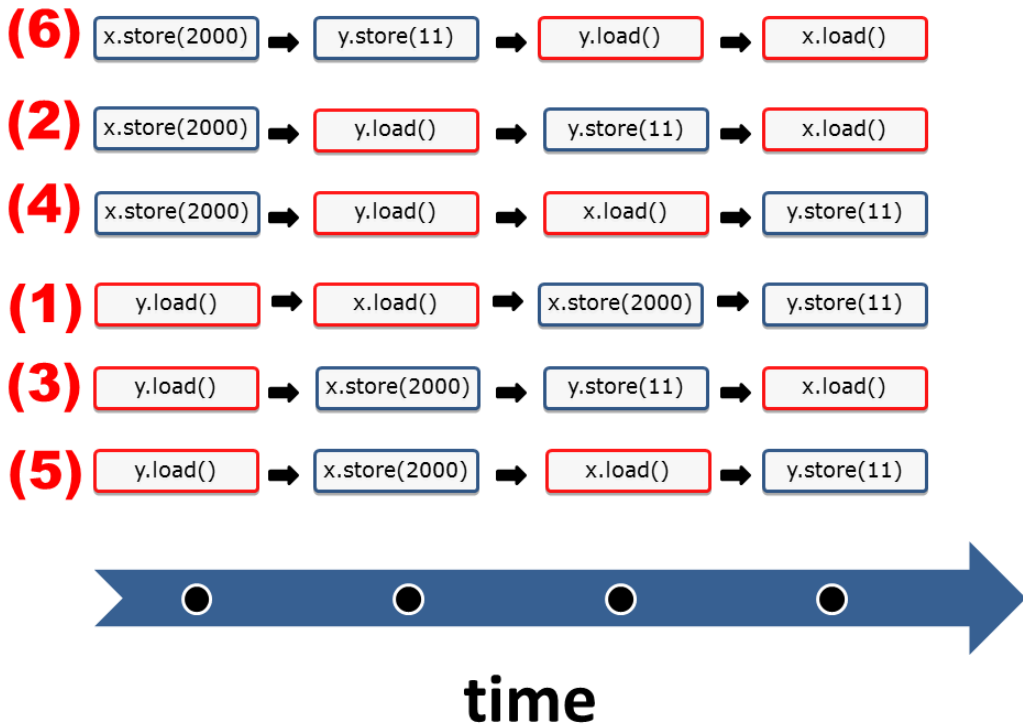 (6) x.store(2000) y.store(11) y.load() x.load()
(2) x.store(2000) y.load() y.store(11) x.load()
(4) x.store(2000) y.load() x.load() y.store(11)
(1) y.load() x.load() x.store(2000) y.store(11)
(3) y.load() x.store(2000) y.store(11) x.load()
(5) y.load() x.store(2000) x.load() y.store(11)
time